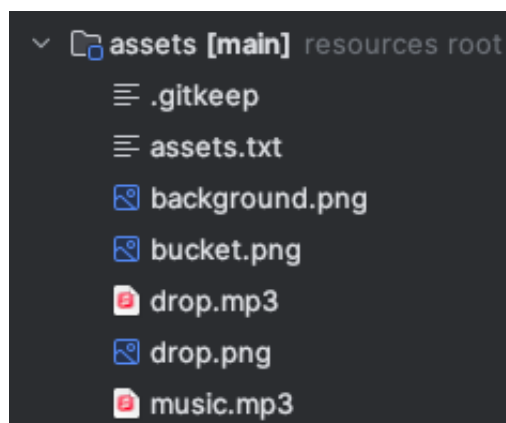 assets [main] resources root
.gitkeep
assets.txt
background.png
bucket.png
drop.mp3
drop.png
music.mp3